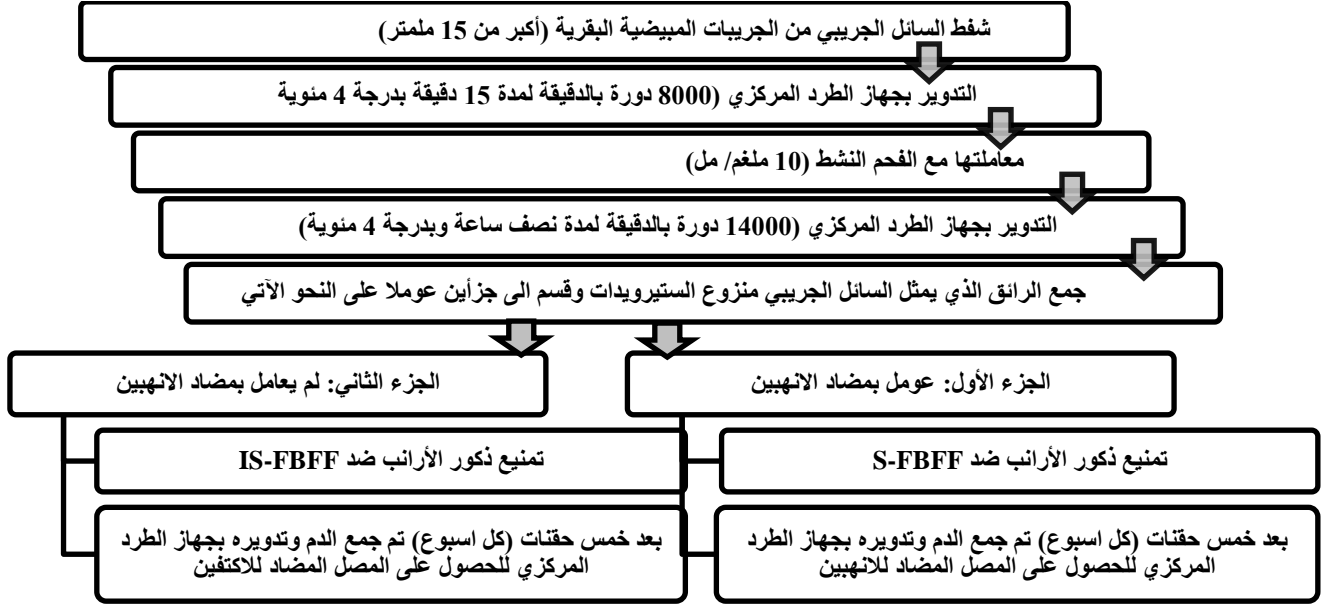 شفط السائل الجريبي من الجريبات المبيضية البقرية (أكبر من 15 ملمتر)
التدوير بجهاز الطرد المركزي (8000 دورة بالدقيقة لمدة 15 دقيقة بدرجة 4 مئوية
معاملتها مع الفحم النشط (10 ملغم/ مل)
التدوير بجهاز الطرد المركزي (14000 دورة بالدقيقة لمدة نصف ساعة وبدرجة 4 مئوية)
جمع الرائق الذي يمثل السائل الجريبي منزوع الستيرويدات وقسم الى جزأين عوملا على النحو الآتي
الجزء الأول: عومل بمضاد الانهبين
تمنيع ذكور الأرانب ضد S-FBFF
بعد خمس حقنات (كل اسبوع) تم جمع الدم وتدويره بجهاز الطرد
المركزي للحصول على المصل المضاد للانهبين
الجزء الثاني: لم يعامل بمضاد الانهبين
تمنيع ذكور الأرانب ضد IS-FBFF
بعد خمس حقنات (كل اسبوع) تم جمع الدم وتدويره بجهاز الطرد
المركزي للحصول على المصل المضاد للاكتفين